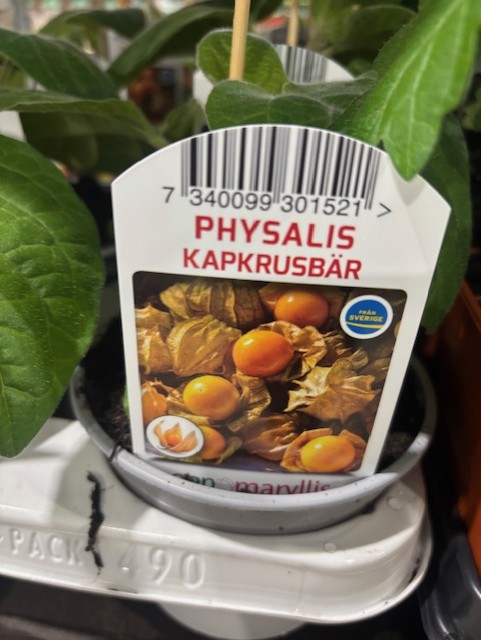 7 340099 301521 >
PHYSALIS
KAPKRUSBÄR
FRÅN
SVERIGE
PACK 490